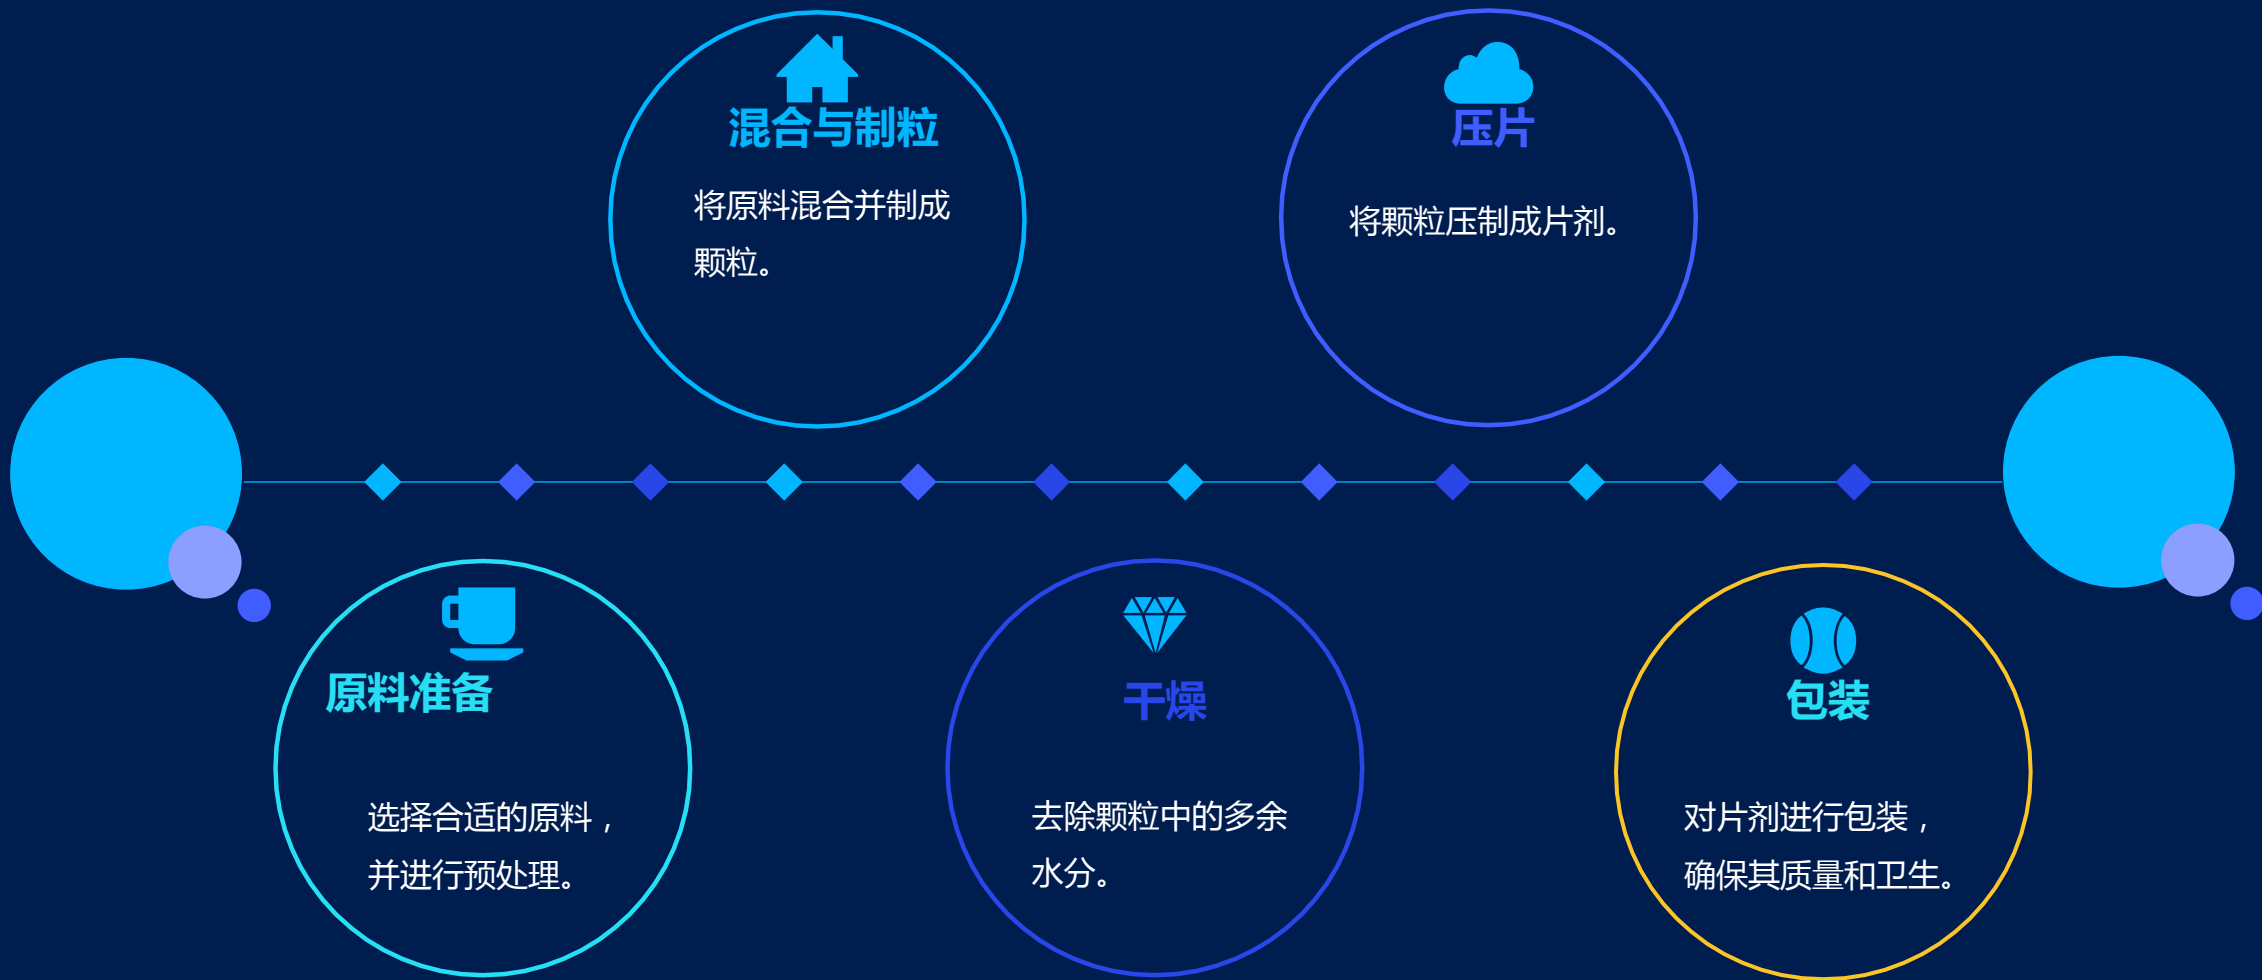 混合与制粒
将原料混合并制成
颗粒。
压片
将颗粒压制成片剂。
原料准备
选择合适的原料，
并进行预处理。
干燥
去除颗粒中的多余
水分。
包装
对片剂进行包装，
确保其质量和卫生。